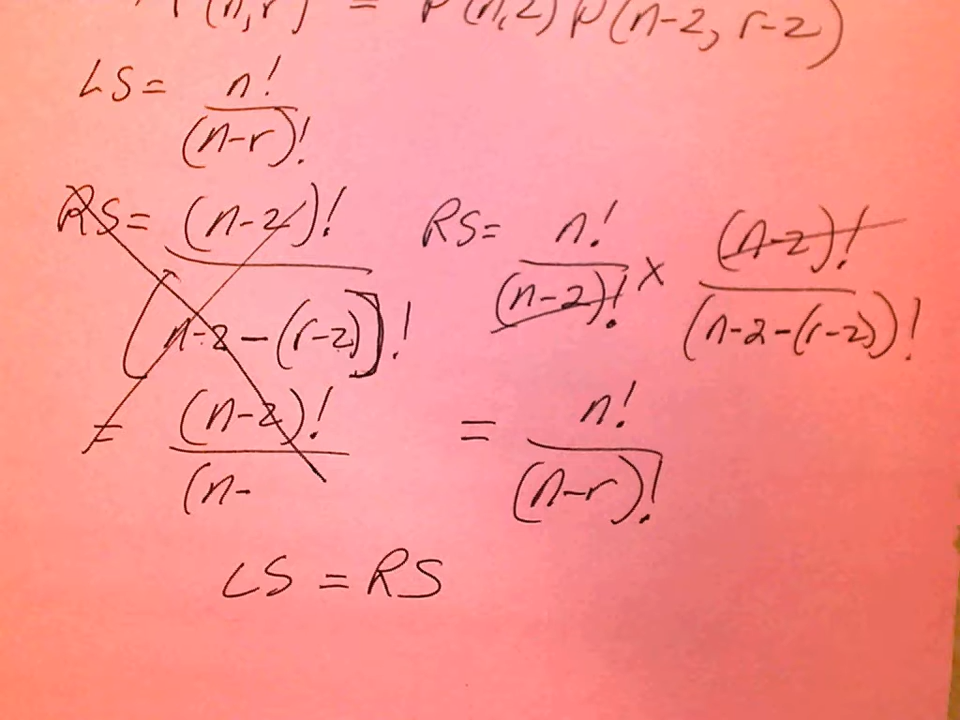 P(n,r) = P(n,2) P(n-2, r-2)
LS = n! / (n-r)!
RS = (n-2)! / [n-2-(r-2)]!
= (n-2)! / (n-
RS = n! / (n-2)! x (n-2)! / (n-2-(r-2))!
= n! / (n-r)!
LS = RS